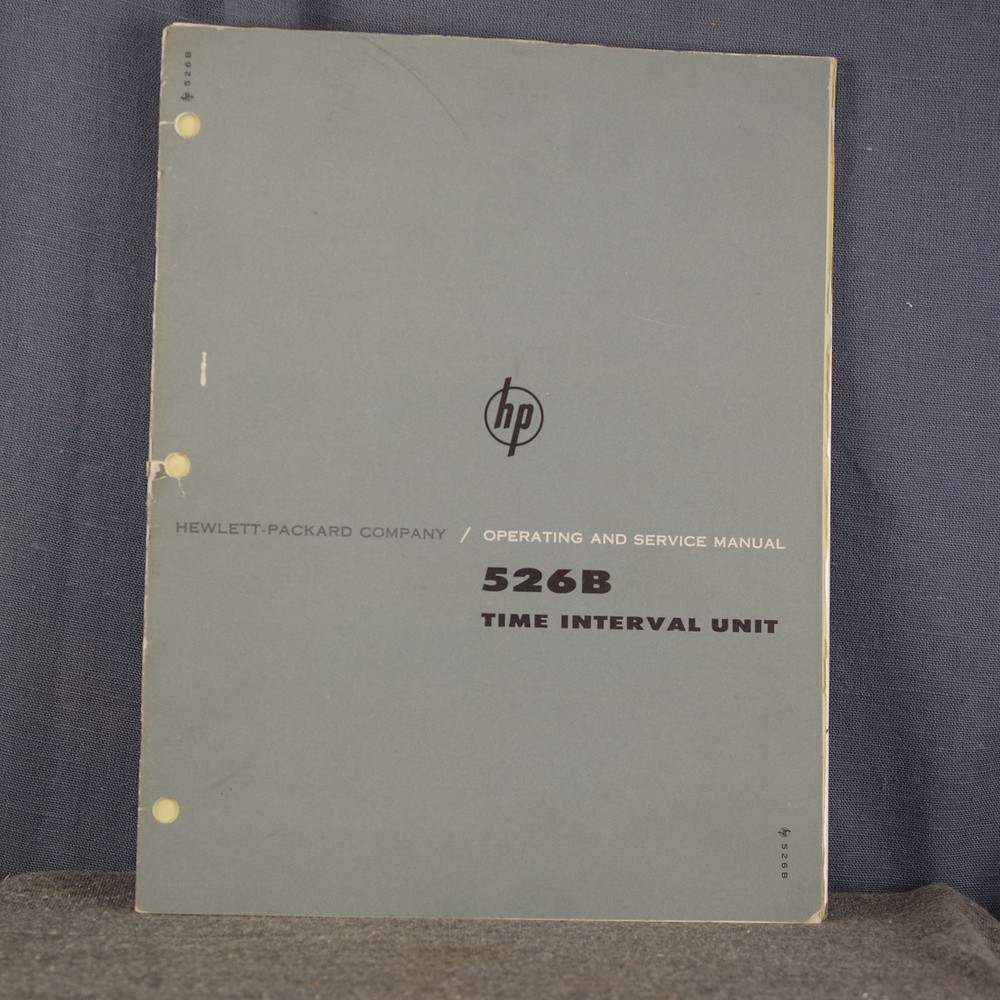 hp 526B
hp
HEWLETT-PACKARD COMPANY / OPERATING AND SERVICE MANUAL
526B
TIME INTERVAL UNIT
hp 526B